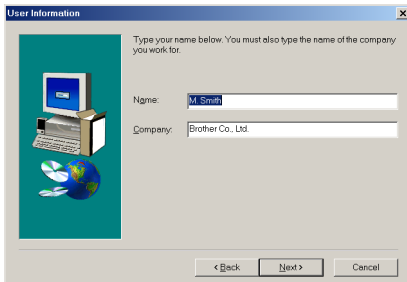 User Information
Type your name below. You must also type the name of the company
you work for.
Name:
M. Smith
Company:
Brother Co., Ltd.
< Back
Next >
Cancel